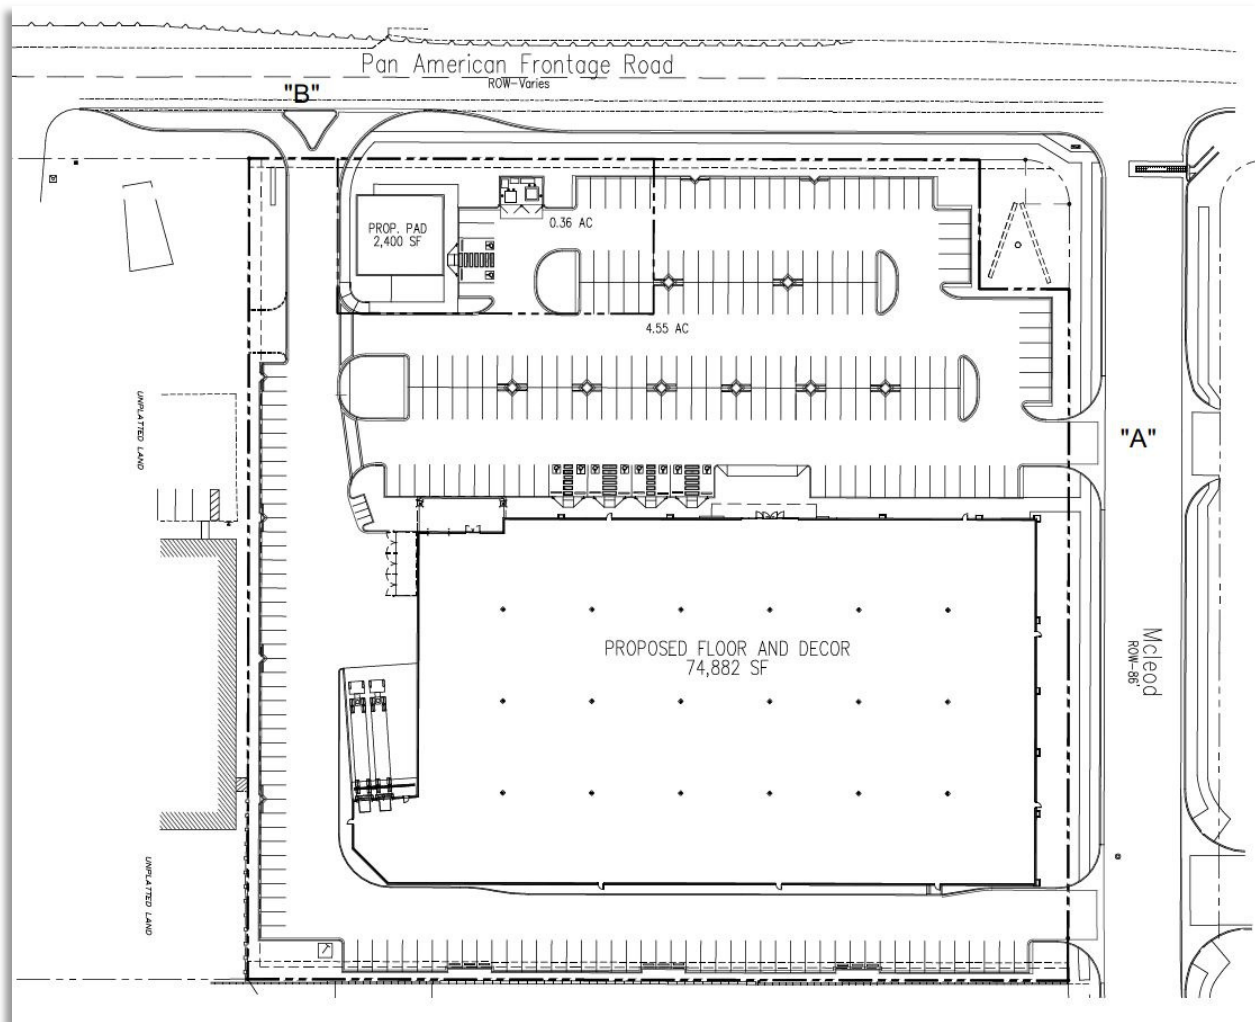 Pan American Frontage Road
ROW-Varies
"B"
PROP. PAD
2,400 SF
0.36 AC
4.55 AC
UNPLATTED LAND
"A"
PROPOSED FLOOR AND DECOR
74,882 SF
Mcleod
ROW-86'
UNPLATTED LAND